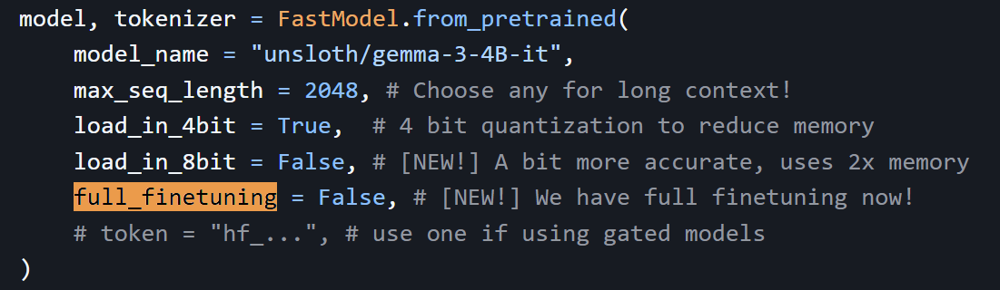 model, tokenizer = FastModel.from_pretrained(
    model_name = "unsloth/gemma-3-4B-it",
    max_seq_length = 2048, # Choose any for long context!
    load_in_4bit = True,  # 4 bit quantization to reduce memory
    load_in_8bit = False, # [NEW!] A bit more accurate, uses 2x memory
    full_finetuning = False, # [NEW!] We have full finetuning now!
    # token = "hf_...", # use one if using gated models
)